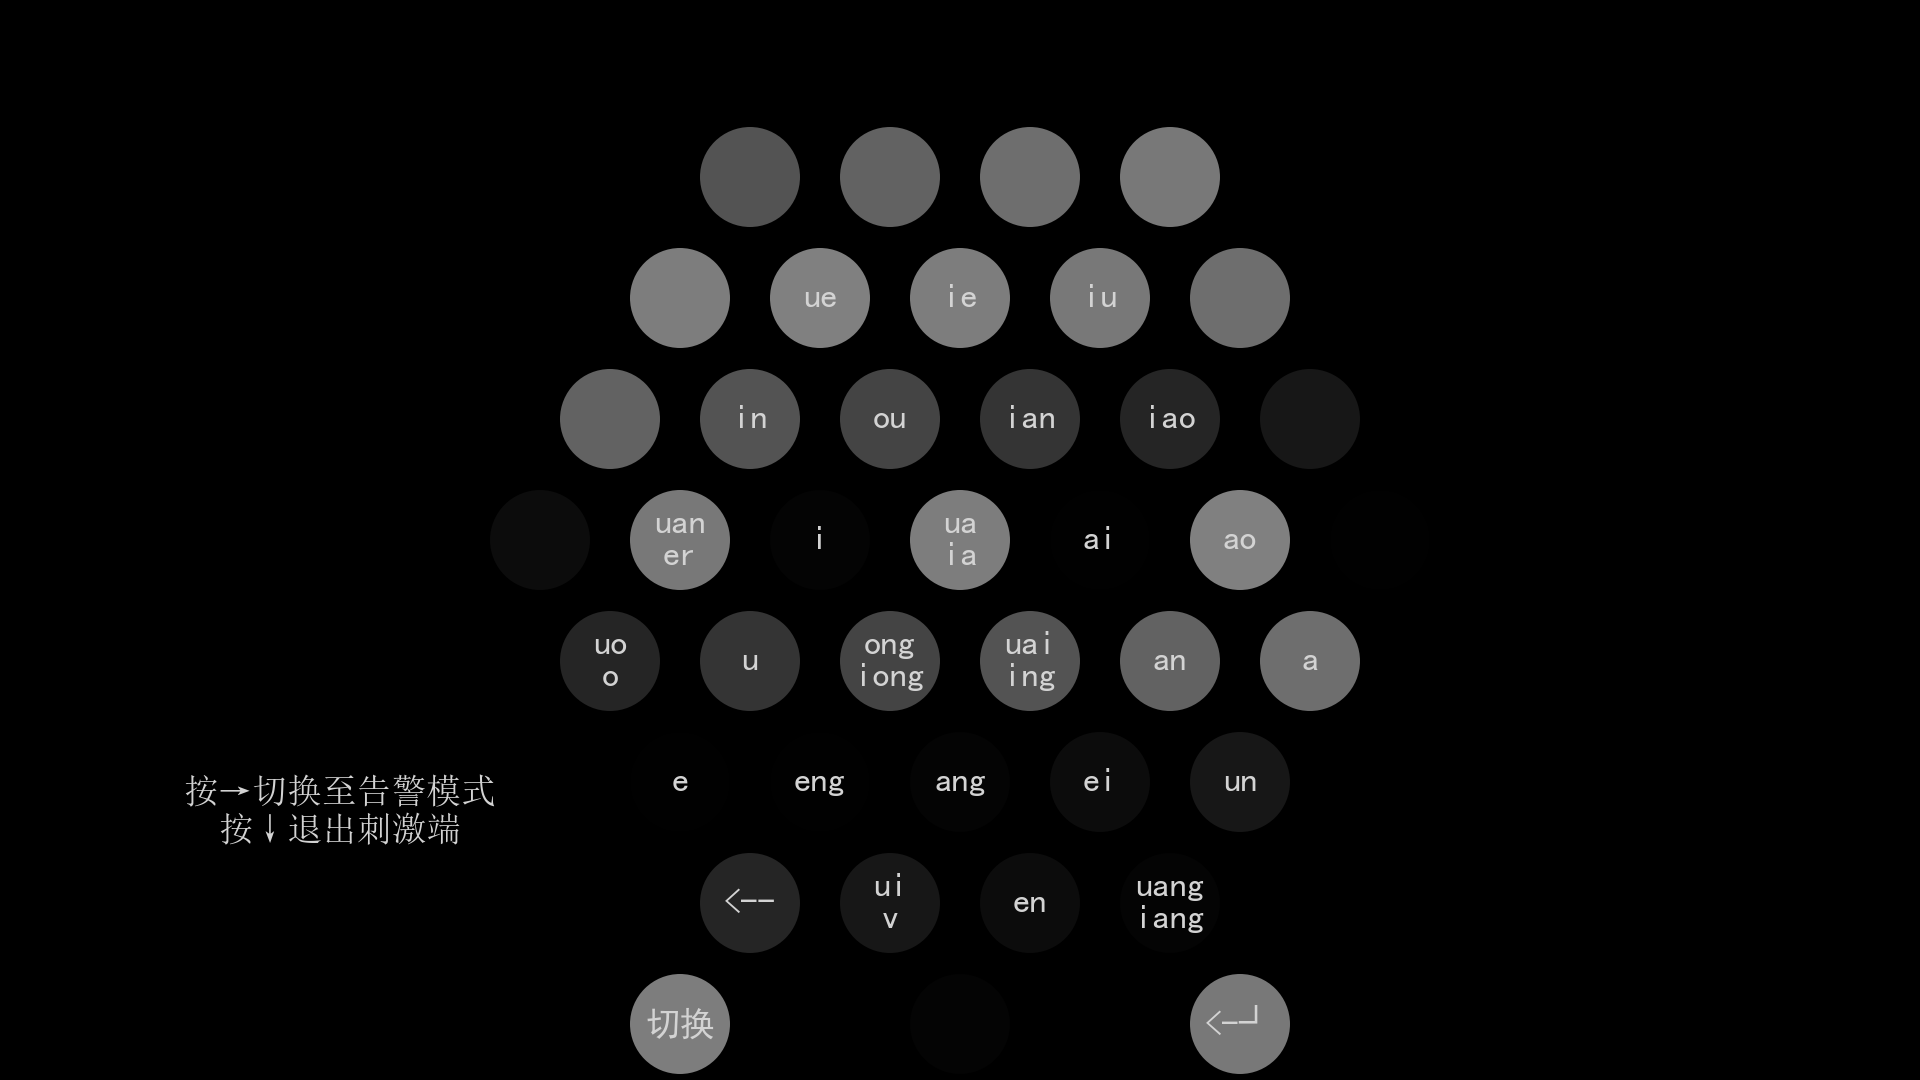 ue
ie
iu
in
ou
ian
iao
uan
er
i
ua
ia
ai
ao
uo
o
u
ong
iong
uai
ing
an
a
e
eng
ang
ei
un
按→切换至告警模式
按↓退出刺激端
<--
ui
v
en
uang
iang
切换
<-┘